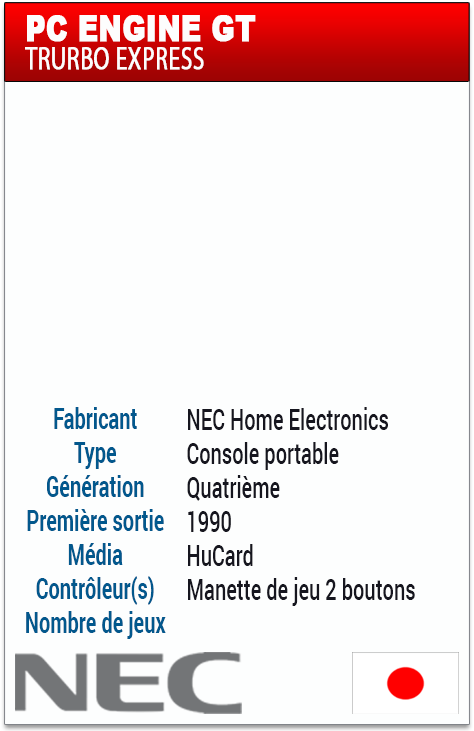 PC ENGINE GT
TRURBO EXPRESS
Fabricant NEC Home Electronics
Type Console portable
Génération Quatrième
Première sortie 1990
Média HuCard
Contrôleur(s) Manette de jeu 2 boutons
Nombre de jeux
NEC